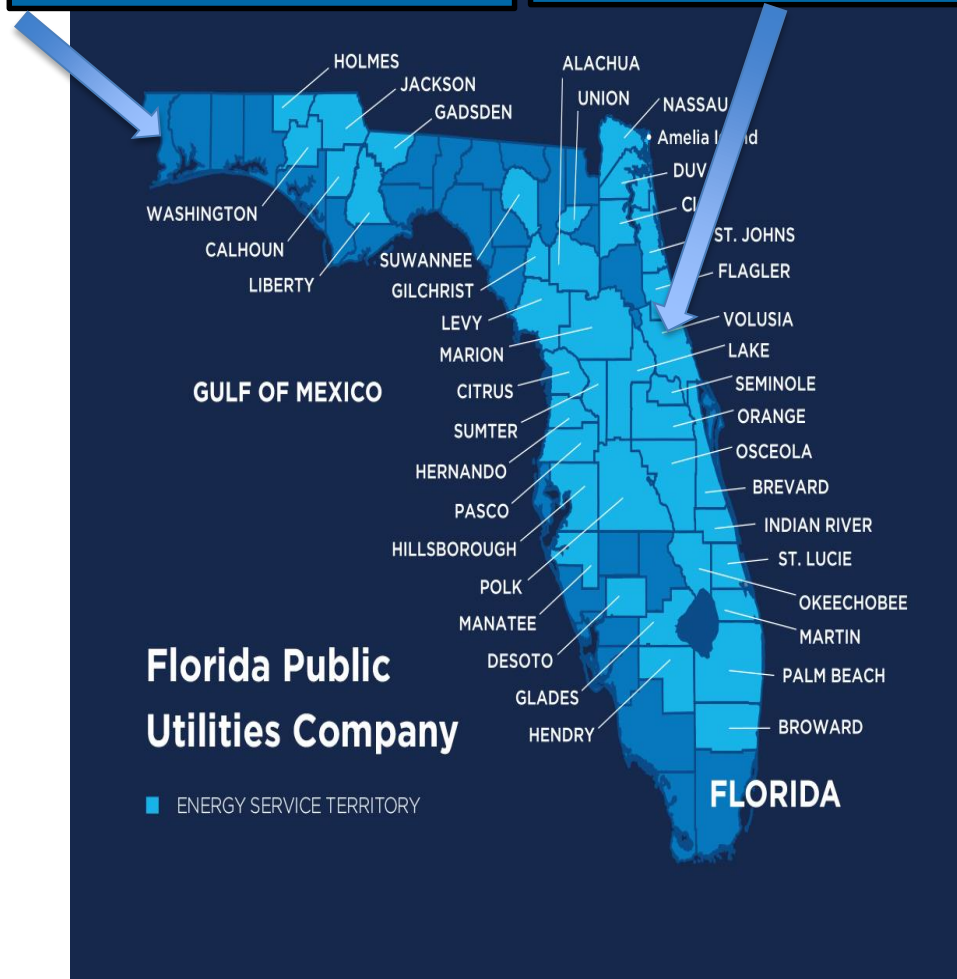 HOLMES
JACKSON
GADSDEN
ALACHUA
UNION
NASSAU
Amelia
WASHINGTON
CALHOUN
LIBERTY
SUWANNEE
GILCHRIST
LEVY
MARION
CITRUS
SUMTER
HERNANDO
PASCO
HILLSBOROUGH
POLK
MANATEE
DESOTO
GLADES
HENDRY
ST. JOHNS
FLAGLER
VOLUSIA
LAKE
SEMINOLE
ORANGE
OSCEOLA
BREVARD
INDIAN RIVER
ST. LUCIE
OKEECHOBEE
MARTIN
PALM BEACH
BROWARD
GULF OF MEXICO
Florida Public
Utilities Company
ENERGY SERVICE TERRITORY
FLORIDA